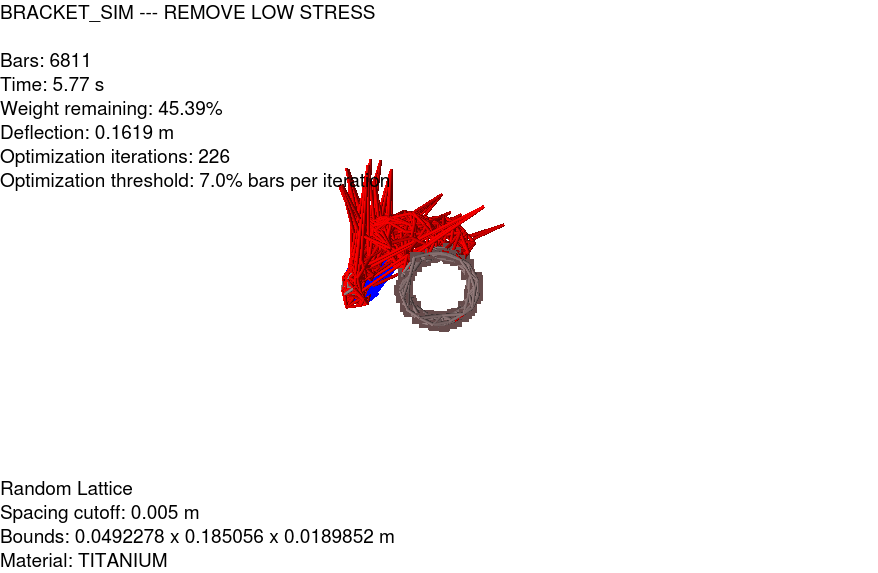 BRACKET_SIM --- REMOVE LOW STRESS
Bars: 6811
Time: 5.77 s
Weight remaining: 45.39%
Deflection: 0.1619 m
Optimization iterations: 226
Optimization threshold: 7.0% bars per iteration
Random Lattice
Spacing cutoff: 0.005 m
Bounds: 0.0492278 x 0.185056 x 0.0189852 m
Material: TITANIUM